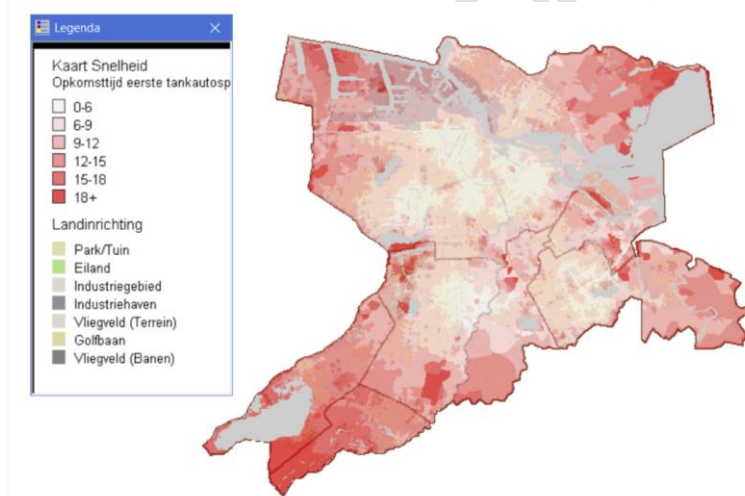 Legenda
Kaart Snelheid
Opkomsttijd eerste tankautosp
0-6
6-9
9-12
12-15
15-18
18+
Landinrichting
Park/Tuin
Eiland
Industriegebied
Industriehaven
Vliegveld (Terrein)
Golfbaan
Vliegveld (Banen)